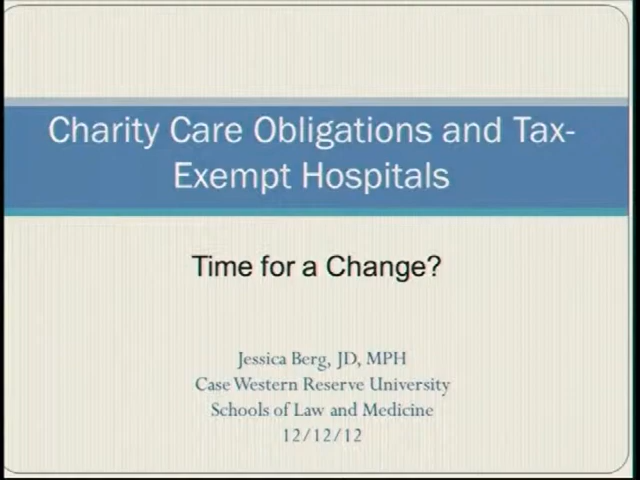 Charity Care Obligations and Tax-
Exempt Hospitals
Time for a Change?
Jessica Berg, JD, MPH
Case Western Reserve University
Schools of Law and Medicine
12/12/12